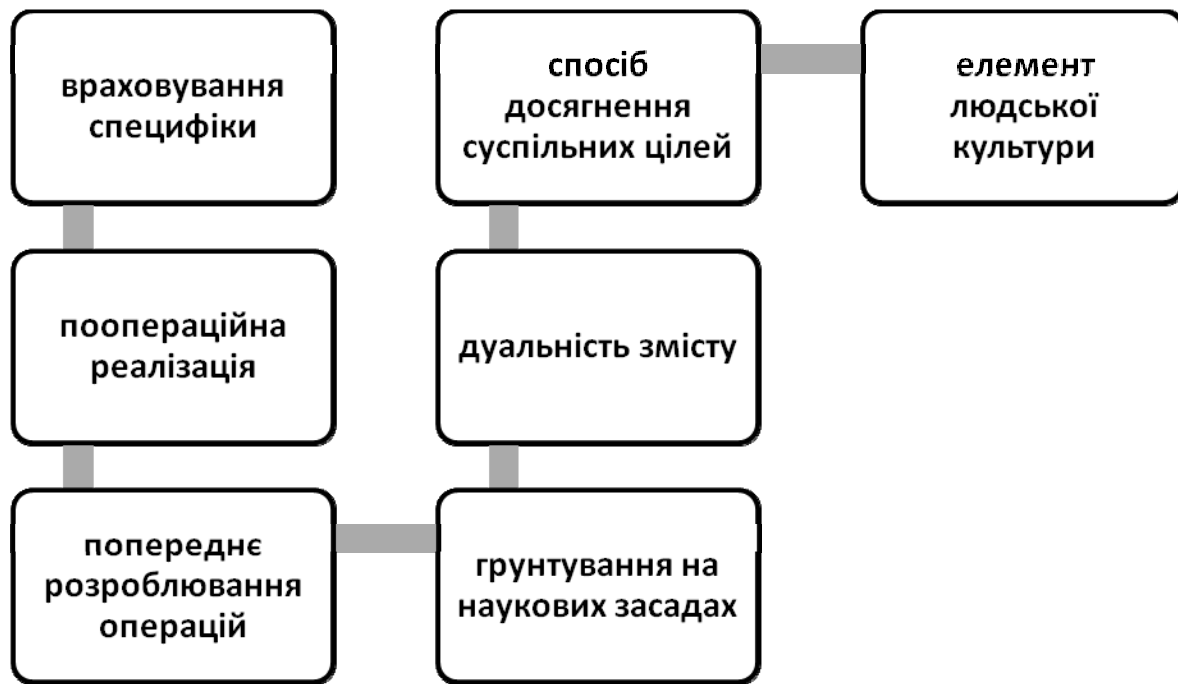 враховування
специфіки
поопераційна
реалізація
попереднє
розроблювання
операцій
грунтування на
наукових засадах
дуальність змісту
спосіб
досягнення
суспільних цілей
елемент
людської
культури